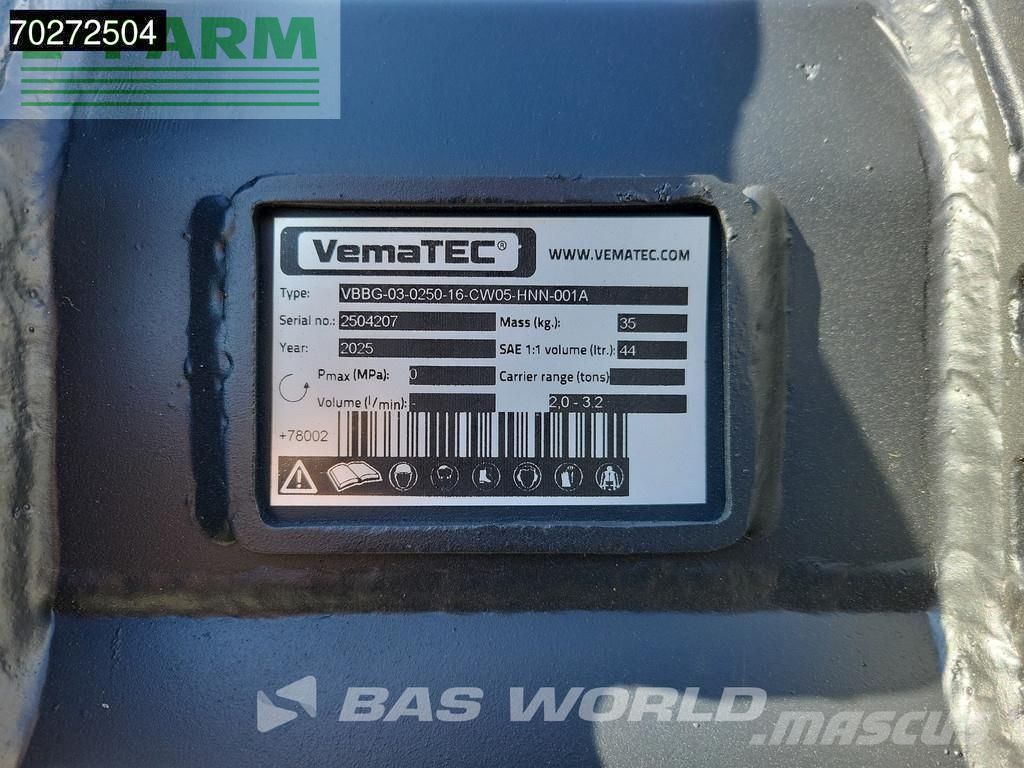 70272504
FARM
VemaTEC®
WWW.VEMATEC.COM
Type: VBBG-03-0250-16-CW05-HNN-001A
Serial no.: 2504207 Mass (kg.): 35
Year: 2025 SAE 1:1 volume (ltr.): 44
Pmax (MPa): 0 Carrier range (tons)
Volume (l/min): - 2,0 - 3,2
+78002
BAS WORLD
mascus